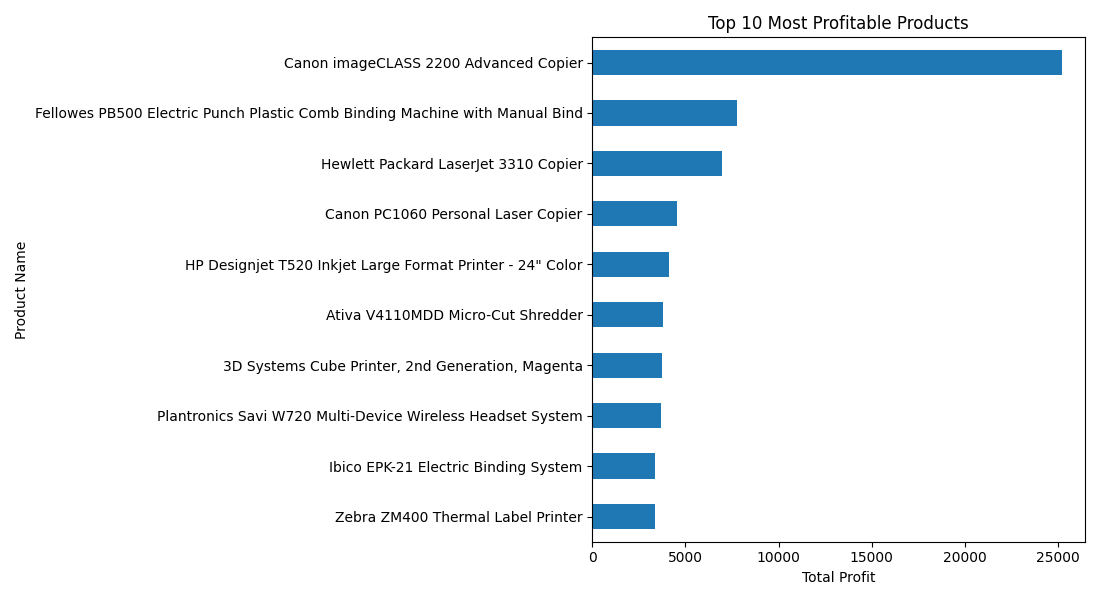 Top 10 Most Profitable Products
Product Name
Canon imageCLASS 2200 Advanced Copier
Fellowes PB500 Electric Punch Plastic Comb Binding Machine with Manual Bind
Hewlett Packard LaserJet 3310 Copier
Canon PC1060 Personal Laser Copier
HP Designjet T520 Inkjet Large Format Printer - 24" Color
Ativa V4110MDD Micro-Cut Shredder
3D Systems Cube Printer, 2nd Generation, Magenta
Plantronics Savi W720 Multi-Device Wireless Headset System
Ibico EPK-21 Electric Binding System
Zebra ZM400 Thermal Label Printer
0 5000 10000 15000 20000 25000
Total Profit